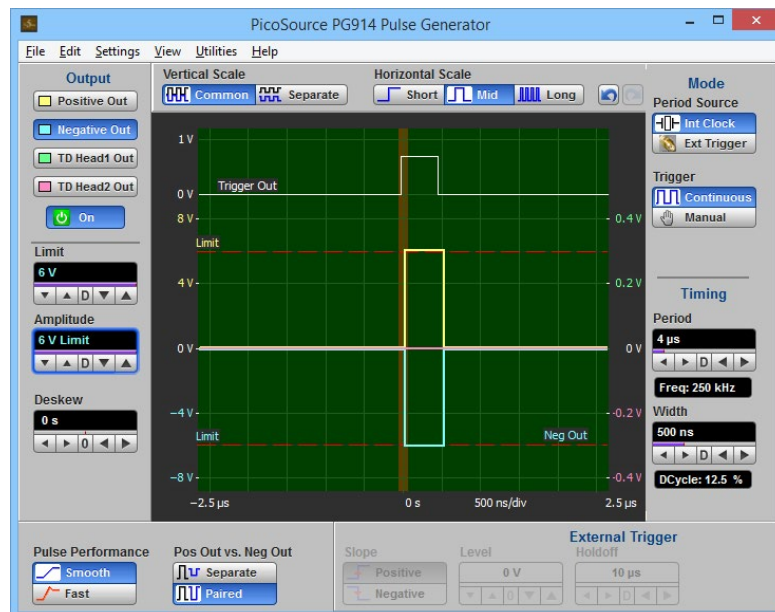 PicoSource PG914 Pulse Generator
File Edit Settings View Utilities Help
Output
Positive Out
Negative Out
TD Head1 Out
TD Head2 Out
On
Limit
6 V
D
Amplitude
6 V Limit
D
Deskew
0 s
0
Vertical Scale
Common Separate
Horizontal Scale
Short Mid Long
1 V
Trigger Out
0 V
8 V
0.4 V
Limit
4 V
0.2 V
0 V
0 V
-4 V
-0.2 V
Limit
Neg Out
-8 V
-0.4 V
-2.5 µs 0 s 500 ns/div 2.5 µs
Mode
Period Source
Int Clock
Ext Trigger
Trigger
Continuous
Manual
Timing
Period
4 µs
D
Freq: 250 kHz
Width
500 ns
D
DCycle: 12.5 %
Pulse Performance
Smooth
Fast
Pos Out vs. Neg Out
Separate
Paired
External Trigger
Slope
Positive
Negative
Level
0 V
0
Holdoff
10 µs
D